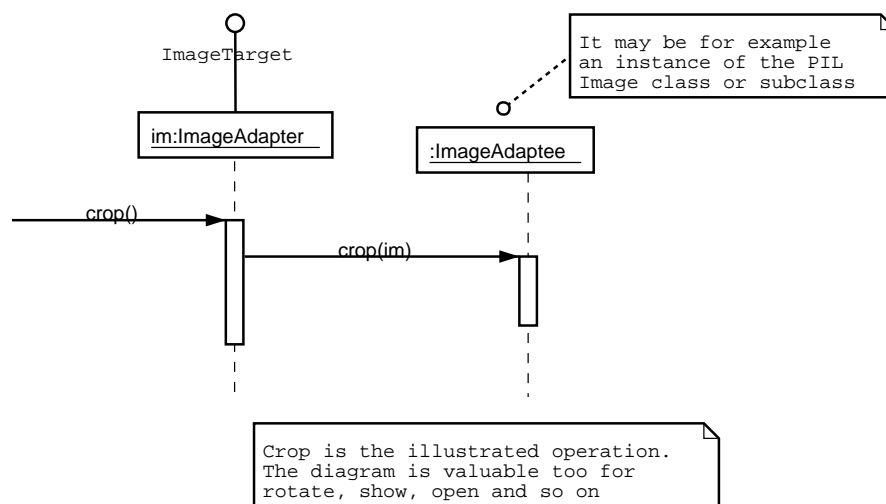 ImageTarget
It may be for example
an instance of the PIL
Image class or subclass
im:ImageAdapter
:ImageAdaptee
crop()
crop(im)
Crop is the illustrated operation.
The diagram is valuable too for
rotate, show, open and so on